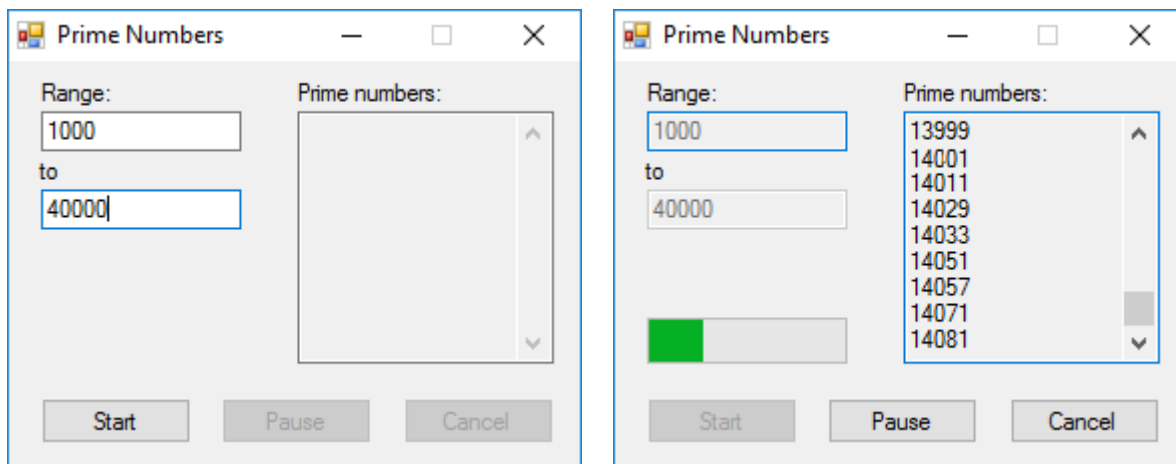 Prime Numbers
Range:
1000
to
40000
Prime numbers:
Start
Pause
Cancel
Prime Numbers
Range:
1000
to
40000
Prime numbers:
13999
14001
14011
14029
14033
14051
14057
14071
14081
Start
Pause
Cancel